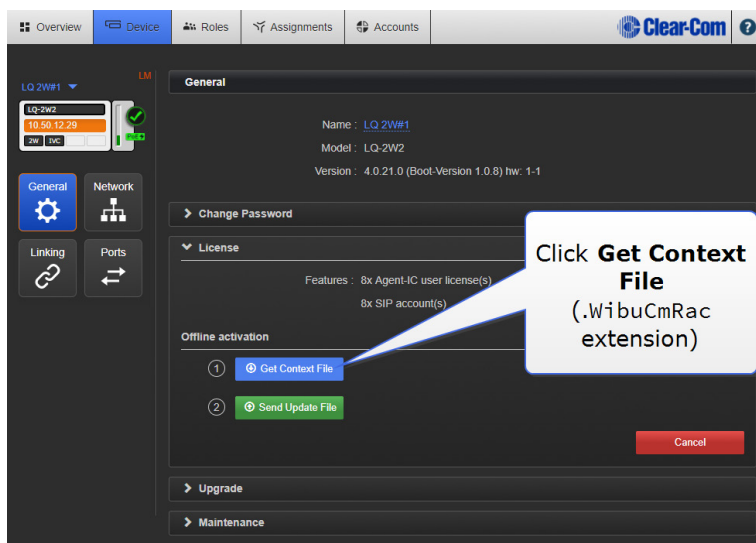 Overview
Device
Roles
Assignments
Accounts
Clear-Com
?
LM
LQ 2W#1
LQ-2W2
10.50.12.29
2W IVC
PoE+
General
Network
Linking
Ports
General
Name : LQ 2W#1
Model : LQ-2W2
Version : 4.0.21.0 (Boot-Version 1.0.8) hw: 1-1
Change Password
License
Features : 8x Agent-IC user license(s)
8x SIP account(s)
Offline activation
1 Get Context File
2 Send Update File
Cancel
Upgrade
Maintenance
Click Get Context
File
(.WibuCmRac
extension)